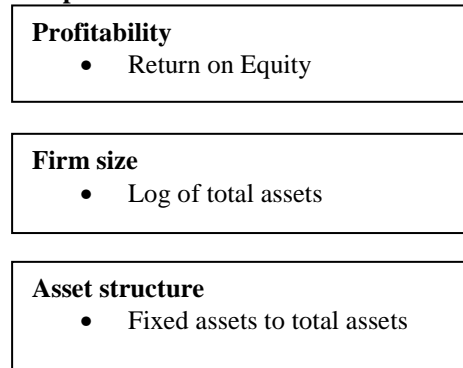 Profitability
• Return on Equity
Firm size
• Log of total assets
Asset structure
• Fixed assets to total assets